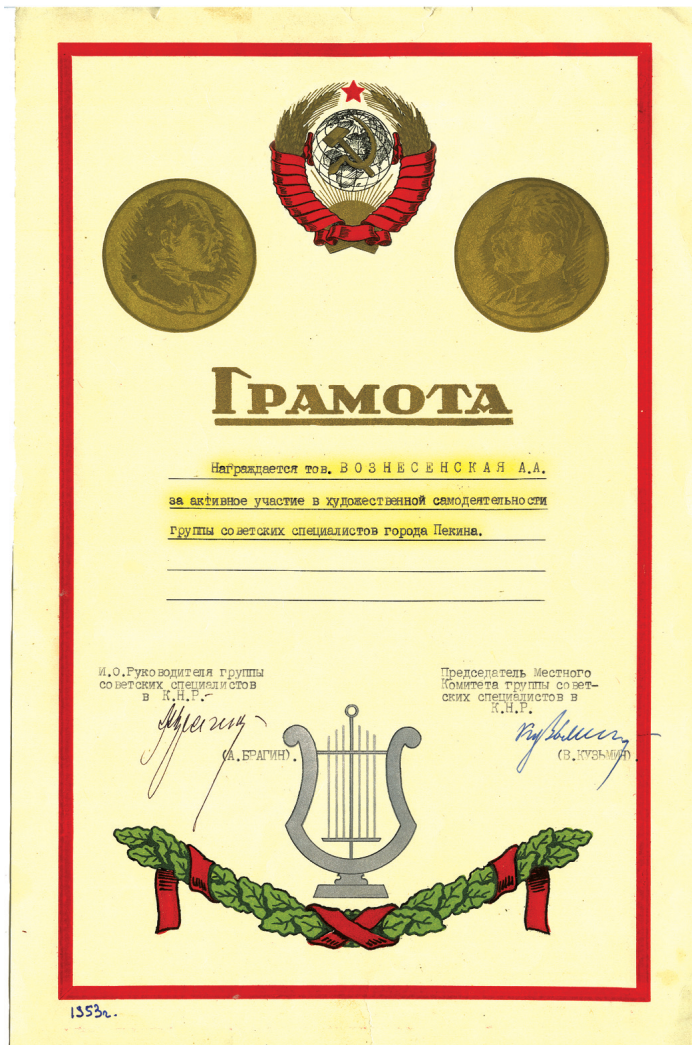 ГРАМОТА
Награждается тов. ВОЗНЕСЕНСКАЯ А.А.
за активное участие в художественной самодеятельности
группы советских специалистов города Пекина.
И.О.Руководителя группы
советских специалистов
в К.Н.Р.-
(А.БРАГИН).
Председатель Местного
Комитета группы совет-
ских специалистов в
К.Н.Р.
Кузьмин
(В.КУЗЬМИН).
1953г.